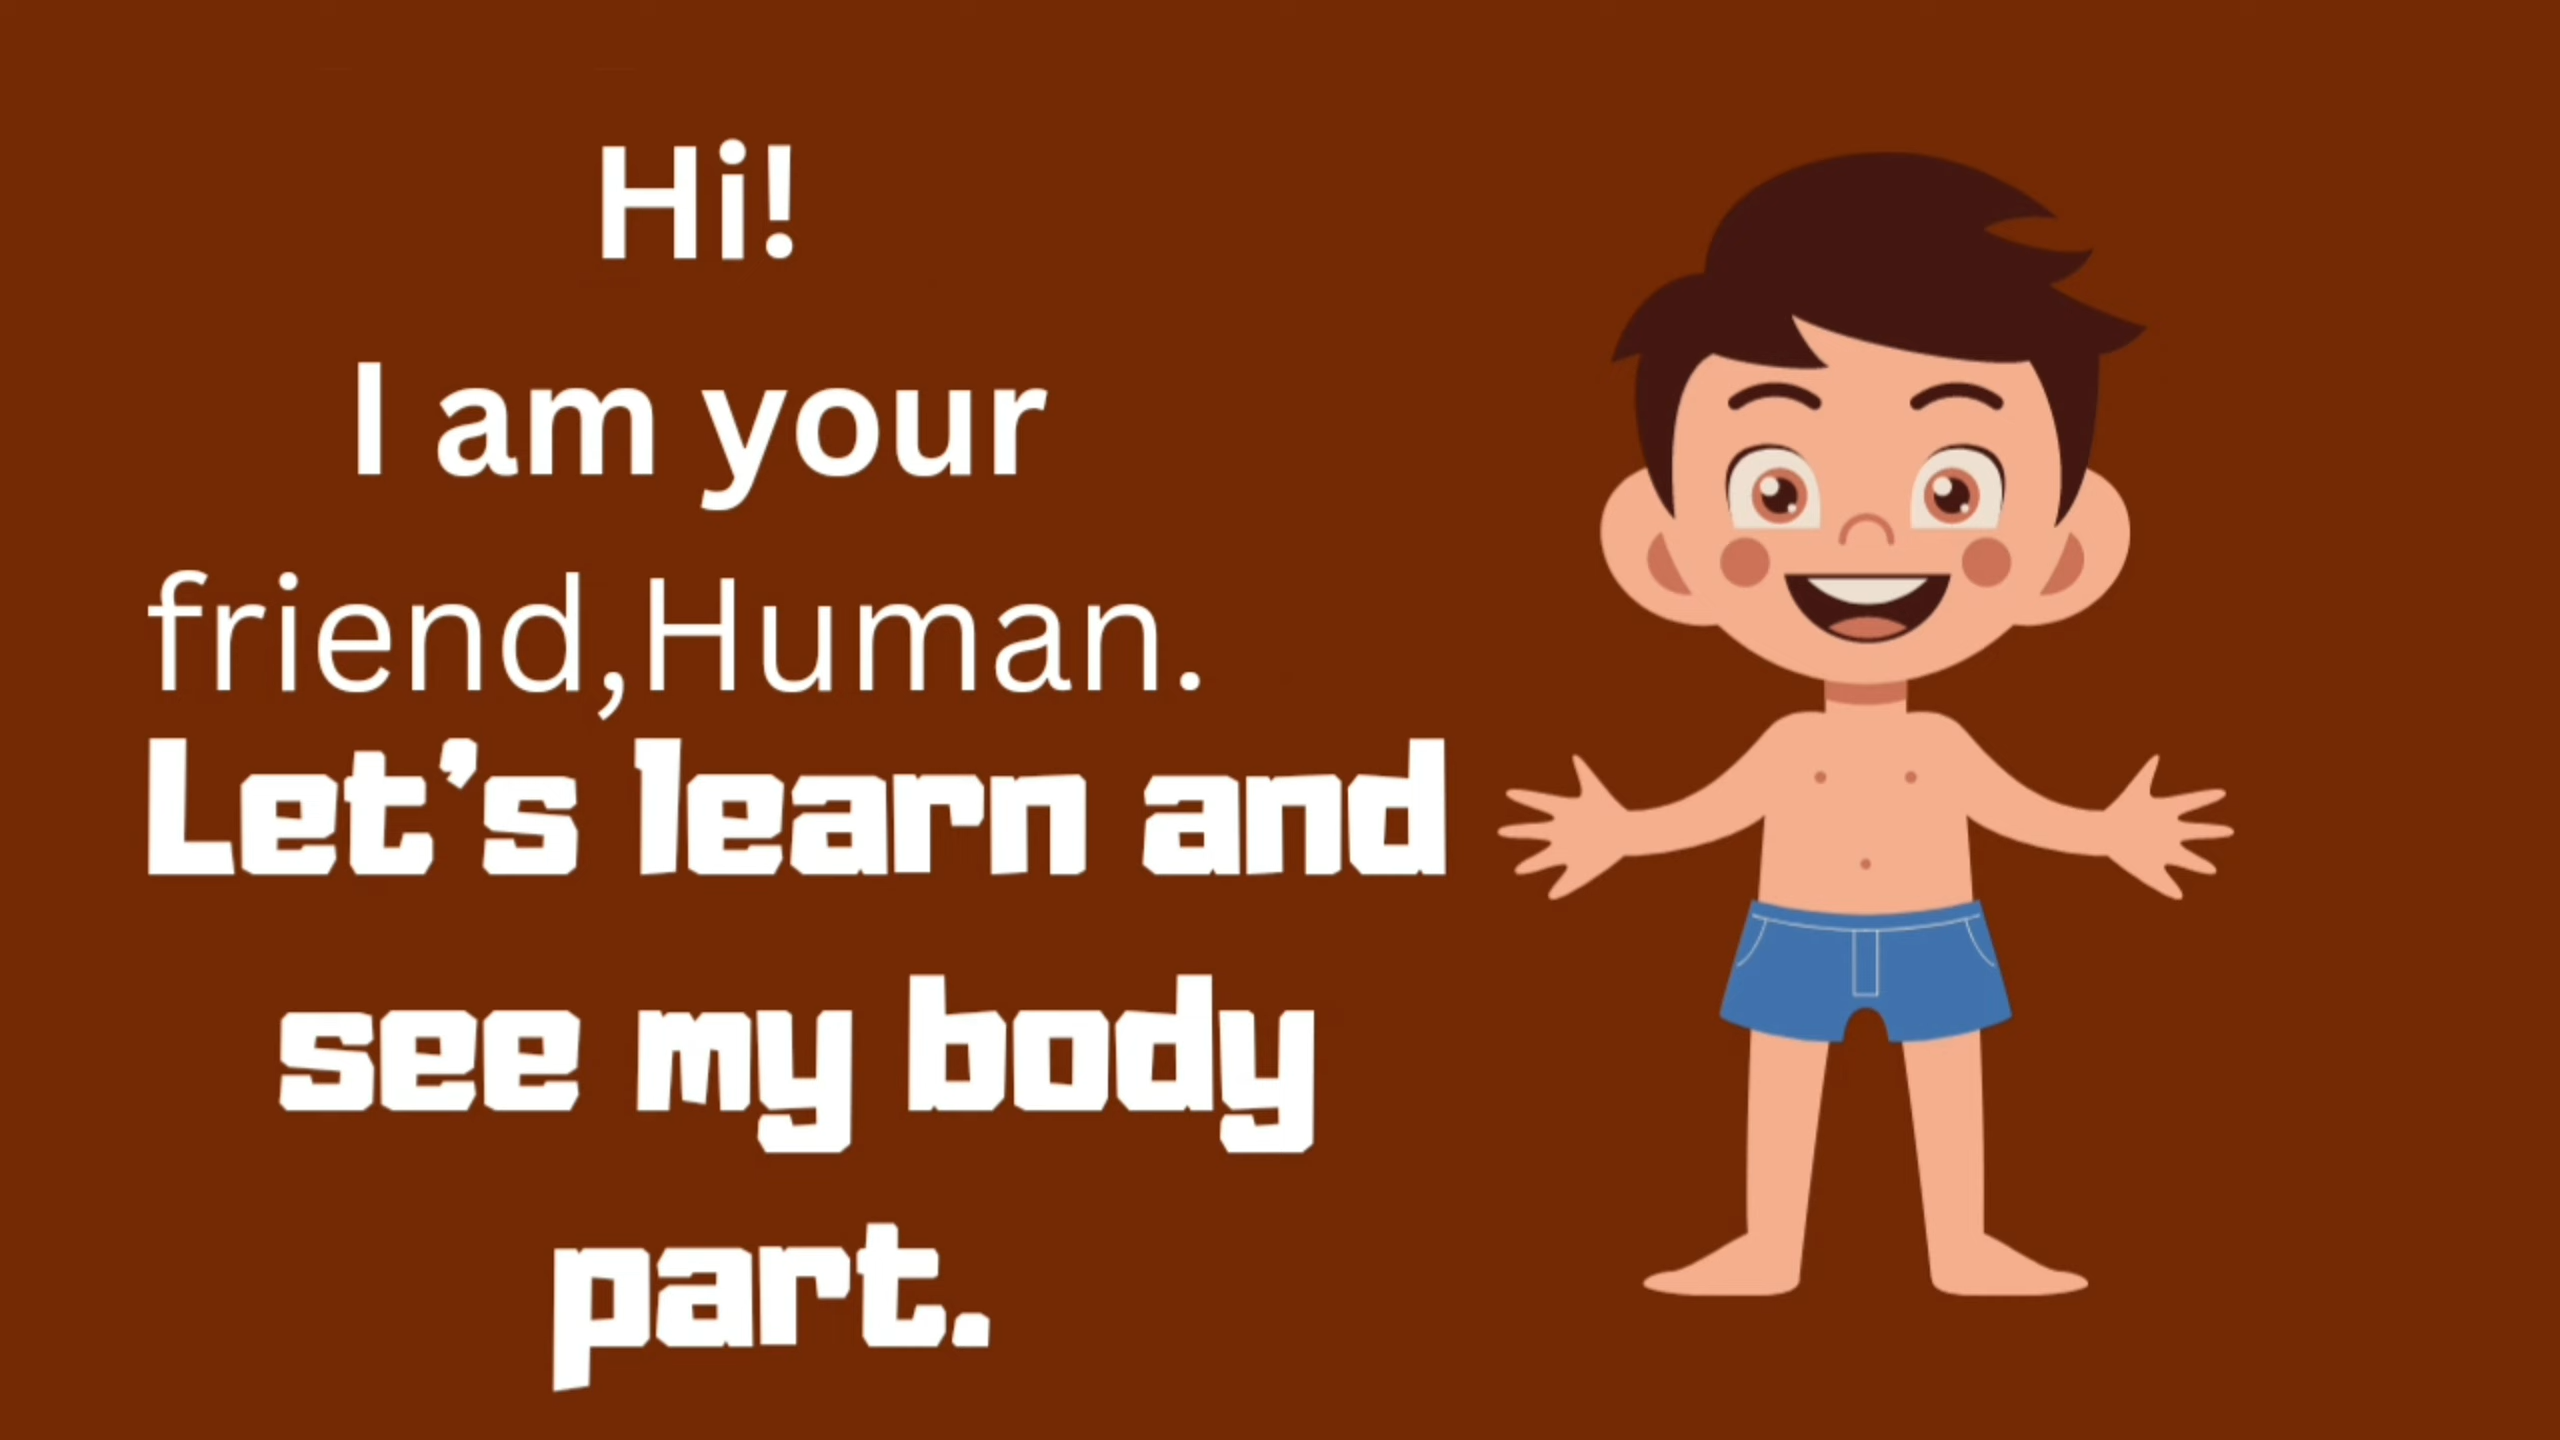 Hi!
I am your
friend,Human.
Let's learn and
see my body
part.